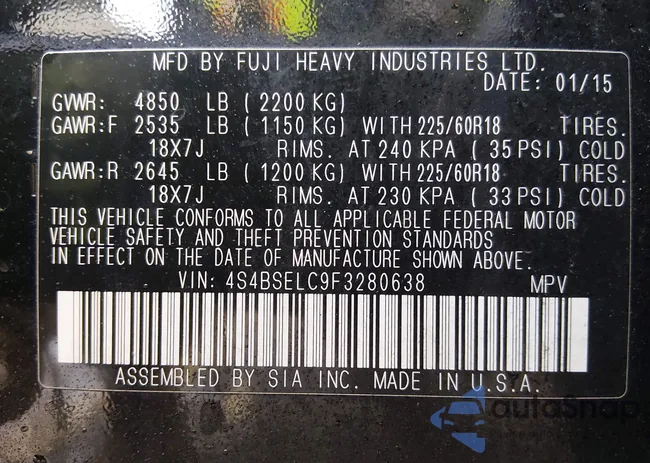 MFD BY FUJI HEAVY INDUSTRIES LTD.
DATE: 01/15
GVWR: 4850 LB (2200 KG)
GAWR:F 2535 LB (1150 KG) WITH 225/60R18 TIRES.
18X7J RIMS. AT 240 KPA (35 PSI) COLD
GAWR:R 2645 LB (1200 KG) WITH 225/60R18 TIRES.
18X7J RIMS. AT 230 KPA (33 PSI) COLD
THIS VEHICLE CONFORMS TO ALL APPLICABLE FEDERAL MOTOR
VEHICLE SAFETY AND THEFT PREVENTION STANDARDS
IN EFFECT ON THE DATE OF MANUFACTURE SHOWN ABOVE.
VIN: 4S4BSELC9F3280638 MPV
ASSEMBLED BY SIA INC. MADE IN U.S.A.
autoSnap